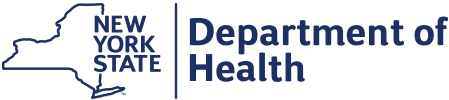 NEW
YORK
STATE
Department of
Health